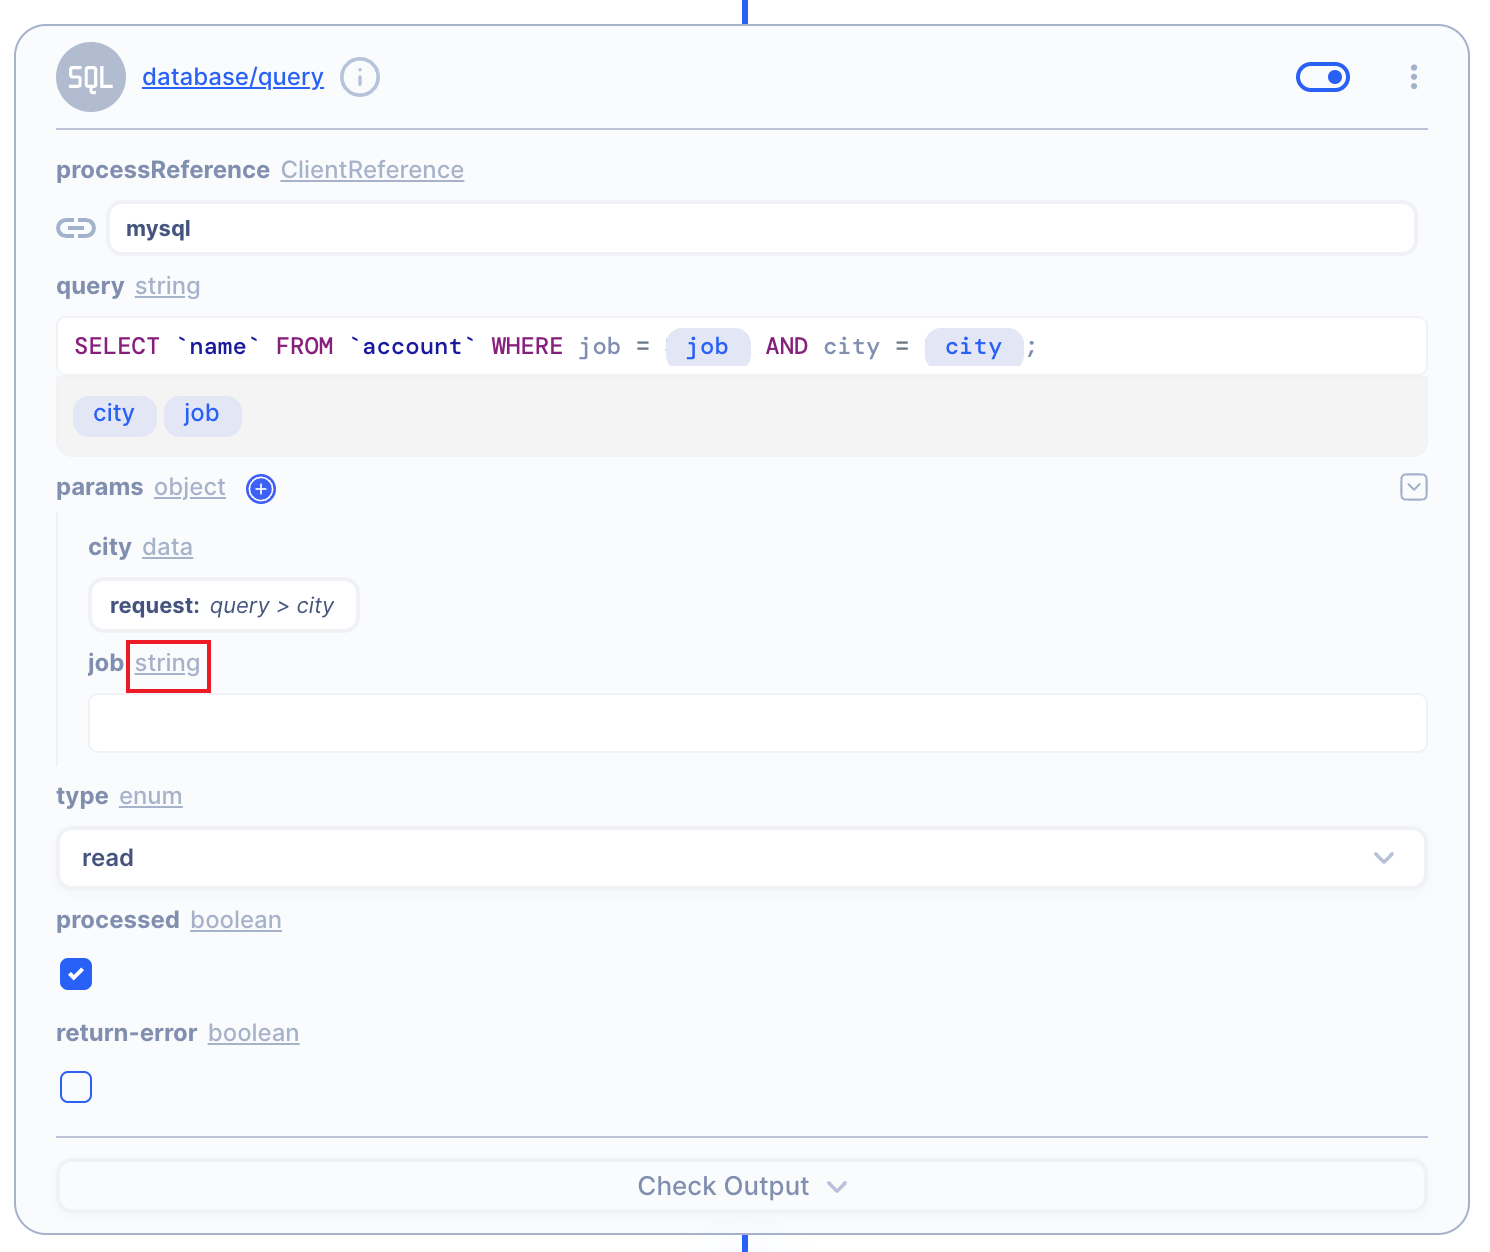 SQL database/query
processReference ClientReference
mysql
query string
SELECT `name` FROM `account` WHERE job = job AND city = city ;
city job
params object
city data
request: query > city
job string
type enum
read
processed boolean
return-error boolean
Check Output